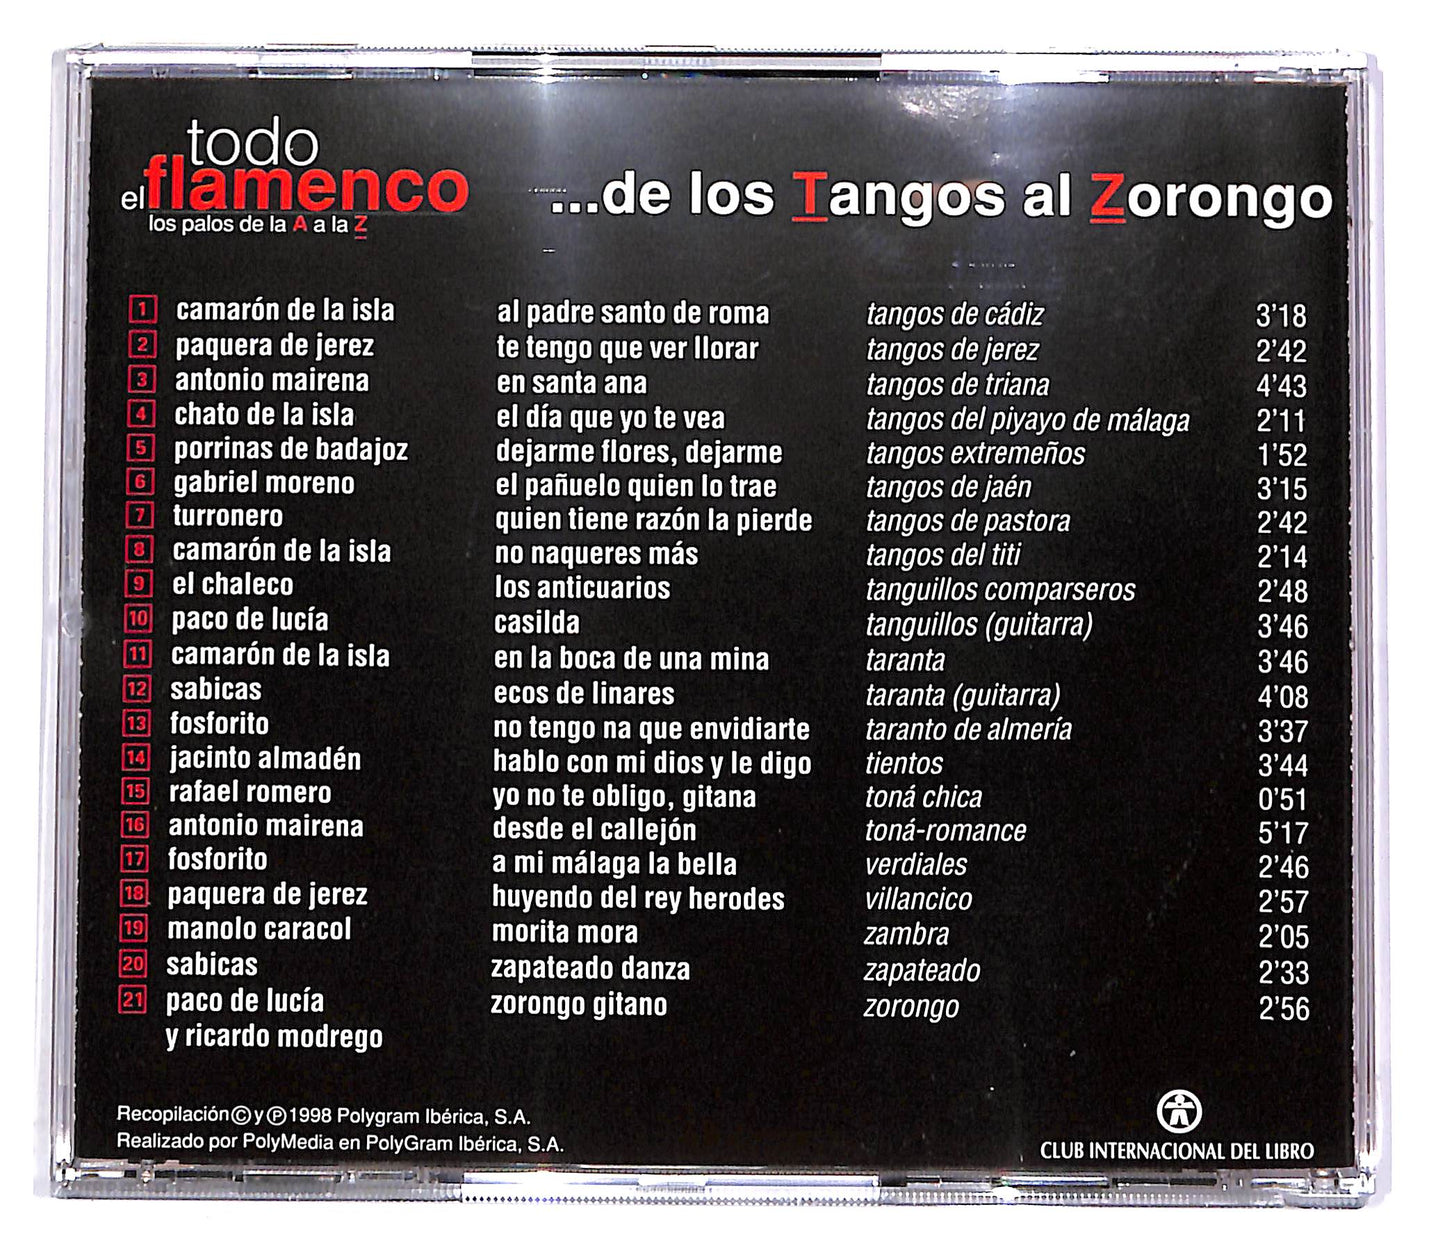 todo
el flamenco
los palos de la A a la Z
...de los Tangos al Zorongo
1 camarón de la isla al padre santo de roma tangos de cádiz 3'18
2 paquera de jerez te tengo que ver llorar tangos de jerez 2'42
3 antonio mairena en santa ana tangos de triana 4'43
4 chato de la isla el día que yo te vea tangos del piyayo de málaga 2'11
5 porrinas de badajoz dejarme flores, dejarme tangos extremeños 1'52
6 gabriel moreno el pañuelo quien lo trae tangos de jaén 3'15
7 turronero quien tiene razón la pierde tangos de pastora 2'42
8 camarón de la isla no naqueres más tangos del titi 2'14
9 el chaleco los anticuarios tanguillos comparseros 2'48
10 paco de lucía casilda tanguillos (guitarra) 3'46
11 camarón de la isla en la boca de una mina taranta 3'46
12 sabicas ecos de linares taranta (guitarra) 4'08
13 fosforito no tengo na que envidiarte taranto de almería 3'37
14 jacinto almadén hablo con mi dios y le digo tientos 3'44
15 rafael romero yo no te obligo, gitana toná chica 0'51
16 antonio mairena desde el callejón toná-romance 5'17
17 fosforito a mi málaga la bella verdiales 2'46
18 paquera de jerez huyendo del rey herodes villancico 2'57
19 manolo caracol morita mora zambra 2'05
20 sabicas zapateado danza zapateado 2'33
21 paco de lucía zorongo gitano zorongo 2'56
y ricardo modrego
Recopilación © y ℗ 1998 Polygram Ibérica, S.A.
Realizado por PolyMedia en PolyGram Ibérica, S.A.
CLUB INTERNACIONAL DEL LIBRO